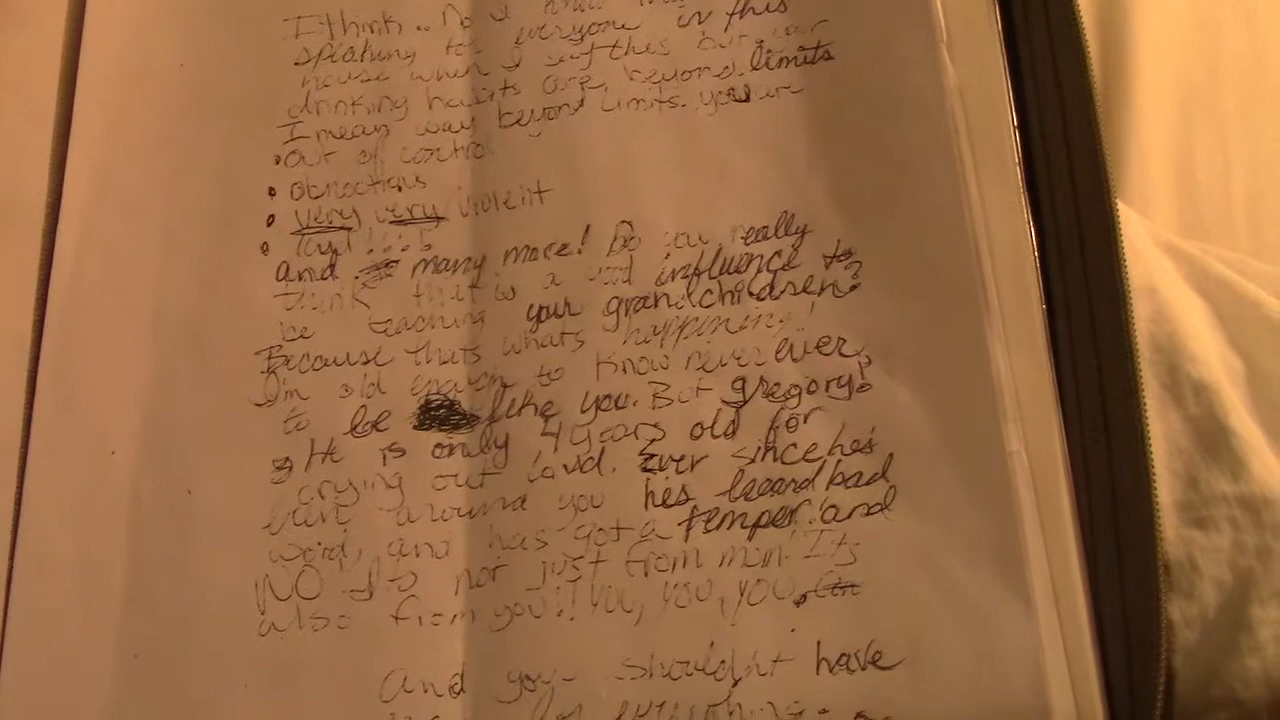 I think.. No I know
speaking for everyone in this
house when I say this but your
drinking habits are, beyond limits
I mean way beyond limits. you are
• out of control
• obnoctious
• very very violent
•
and many more! Do you really
think that is a good influence to
be teaching your grandchildren?
Because thats whats happining!
I'm old enough to know never ever,
to be like you. But gregory!
He is only 4 years old for
crying out loud. Ever since he's
been around you hes heard bad
word, and has got a temper! and
NO Its not just from mom! Its
also from you!! You, YOU, YOU,
And you shouldn't have
everything